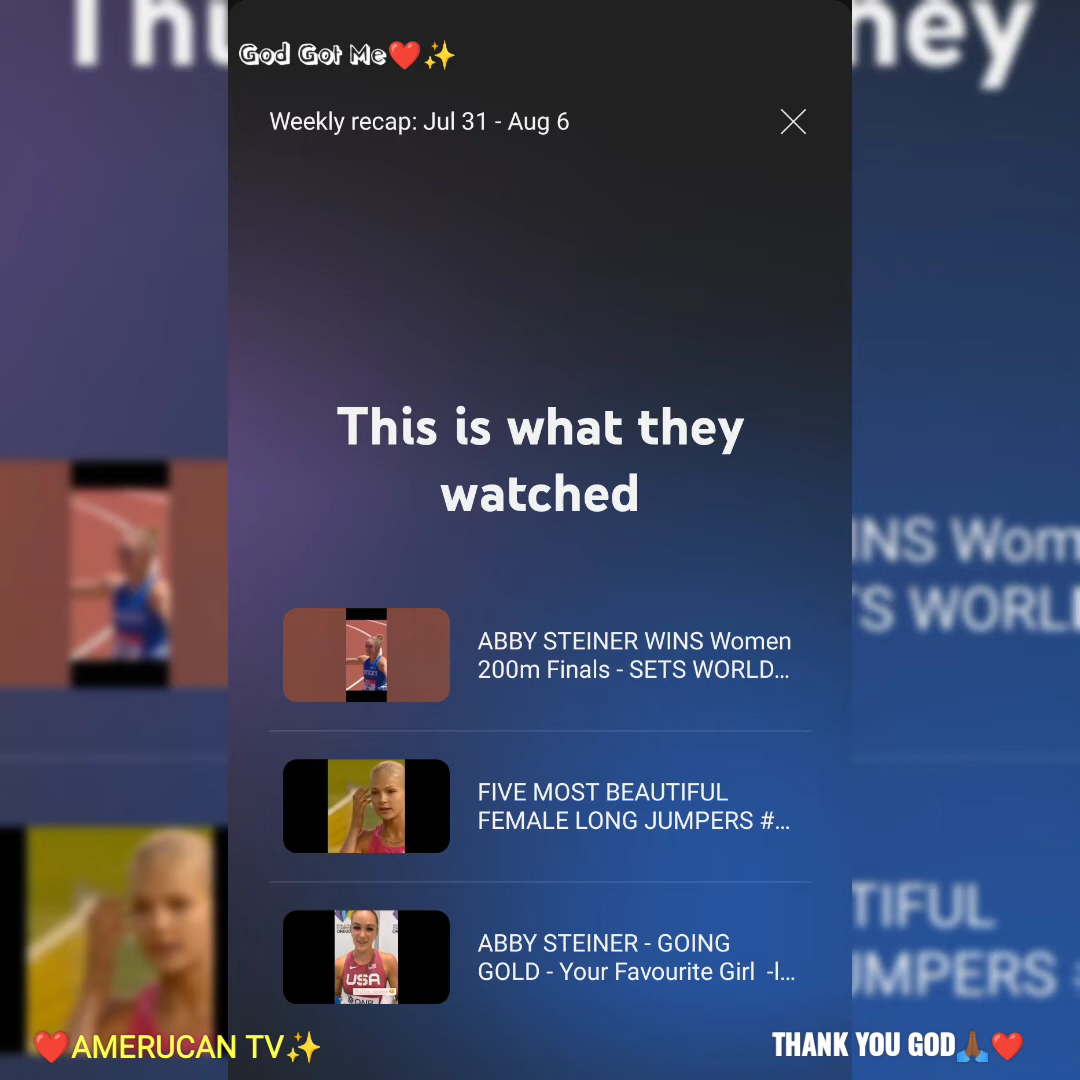 God Got Me❤️✨
Weekly recap: Jul 31 - Aug 6
This is what they
watched
ABBY STEINER WINS Women
200m Finals - SETS WORLD...
FIVE MOST BEAUTIFUL
FEMALE LONG JUMPERS #...
ABBY STEINER - GOING
GOLD - Your Favourite Girl -l...
USA
❤️AMERUCAN TV✨
THANK YOU GOD🙏🏾❤️